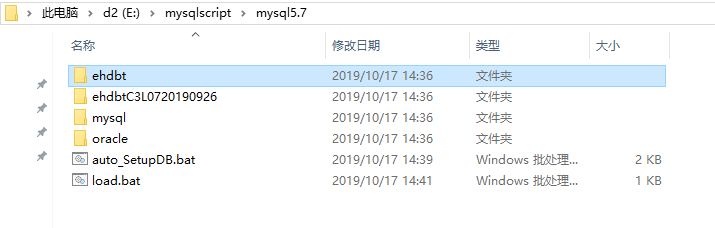 此电脑 > d2 (E:) > mysqlscript > mysql5.7
名称 修改日期 类型 大小
ehdbt 2019/10/17 14:36 文件夹
ehdbtC3L0720190926 2019/10/17 14:36 文件夹
mysql 2019/10/17 14:36 文件夹
oracle 2019/10/17 14:36 文件夹
auto_SetupDB.bat 2019/10/17 14:39 Windows 批处理... 2 KB
load.bat 2019/10/17 14:41 Windows 批处理... 1 KB